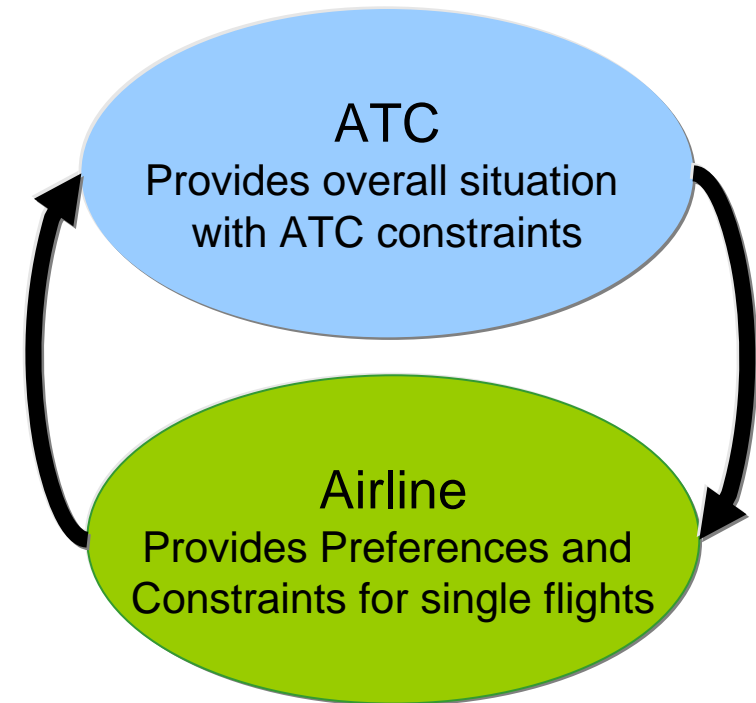 ATC
Provides overall situation
with ATC constraints
Airline
Provides Preferences and
Constraints for single flights